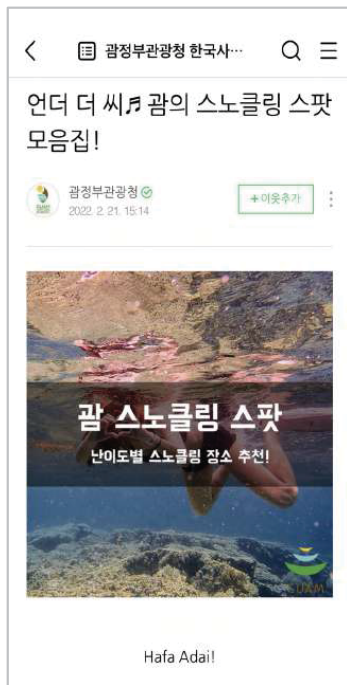 괌정부관광청 한국사…
언더 더 씨♬ 괌의 스노클링 스팟
모음집!
괌정부관광청
2022. 2. 21. 15:14
+이웃추가
괌 스노클링 스팟
난이도별 스노클링 장소 추천!
GUAM
Hafa Adai!